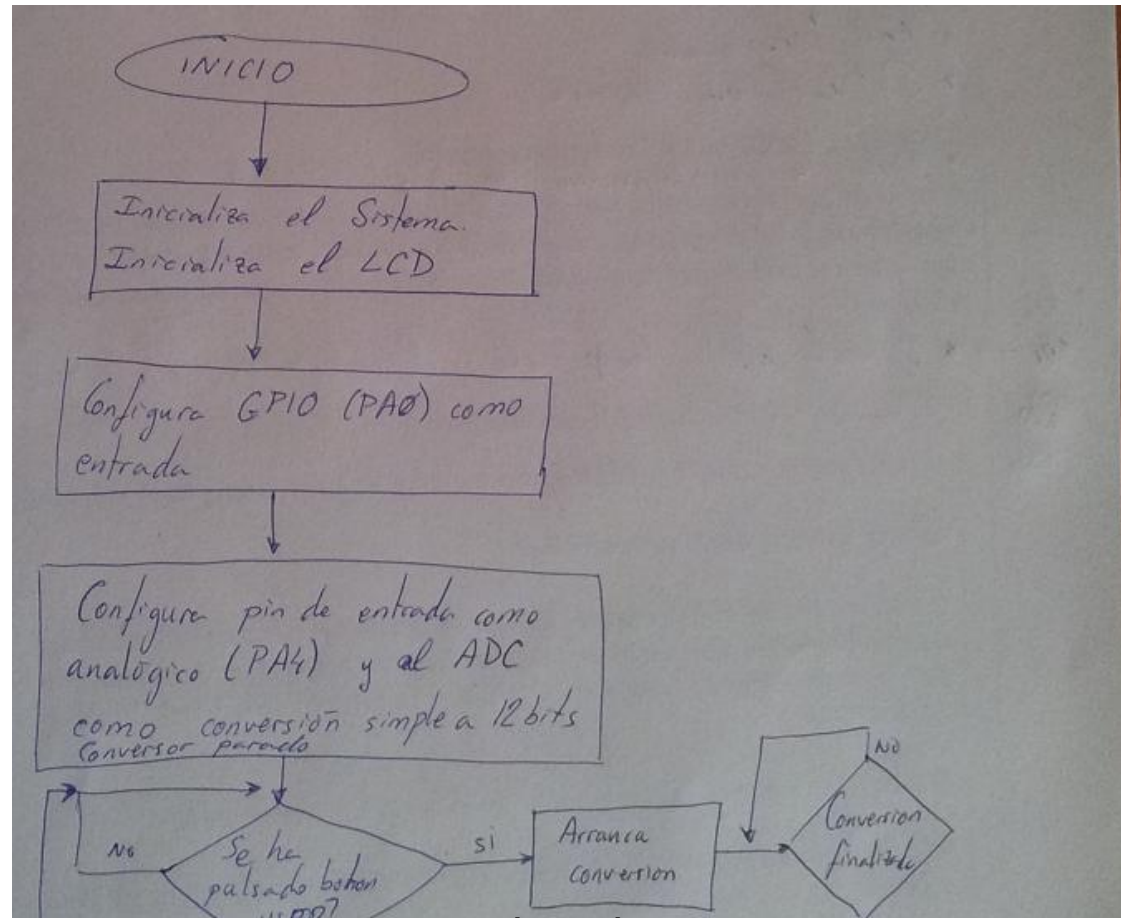 INICIO
Inicializa el Sistema.
Inicializa el LCD
Configura GPIO (PAØ) como
entrada
Configura pin de entrada como
analógico (PA4) y al ADC
como conversión simple a 12 bits
Conversor parado
No
Se ha
pulsado boton
si
Arranca
conversion
No
Conversion
finalizada